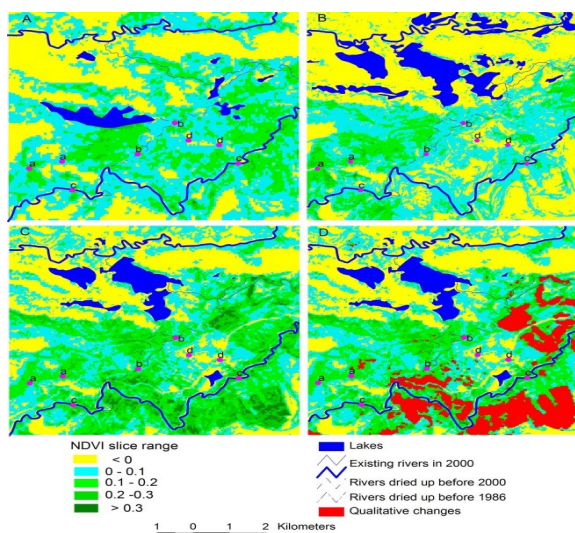 A
B
b
d
d
b
a
a
c
c
b
d
d
b
a
a
c
c
C
D
b
d
d
b
a
a
c
c
b
d
d
b
a
a
c
c
NDVI slice range
< 0
0 - 0.1
0.1 - 0.2
0.2 -0.3
> 0.3
Lakes
Existing rivers in 2000
Rivers dried up before 2000
Rivers dried up before 1986
Qualitative changes
1 0 1 2 Kilometers